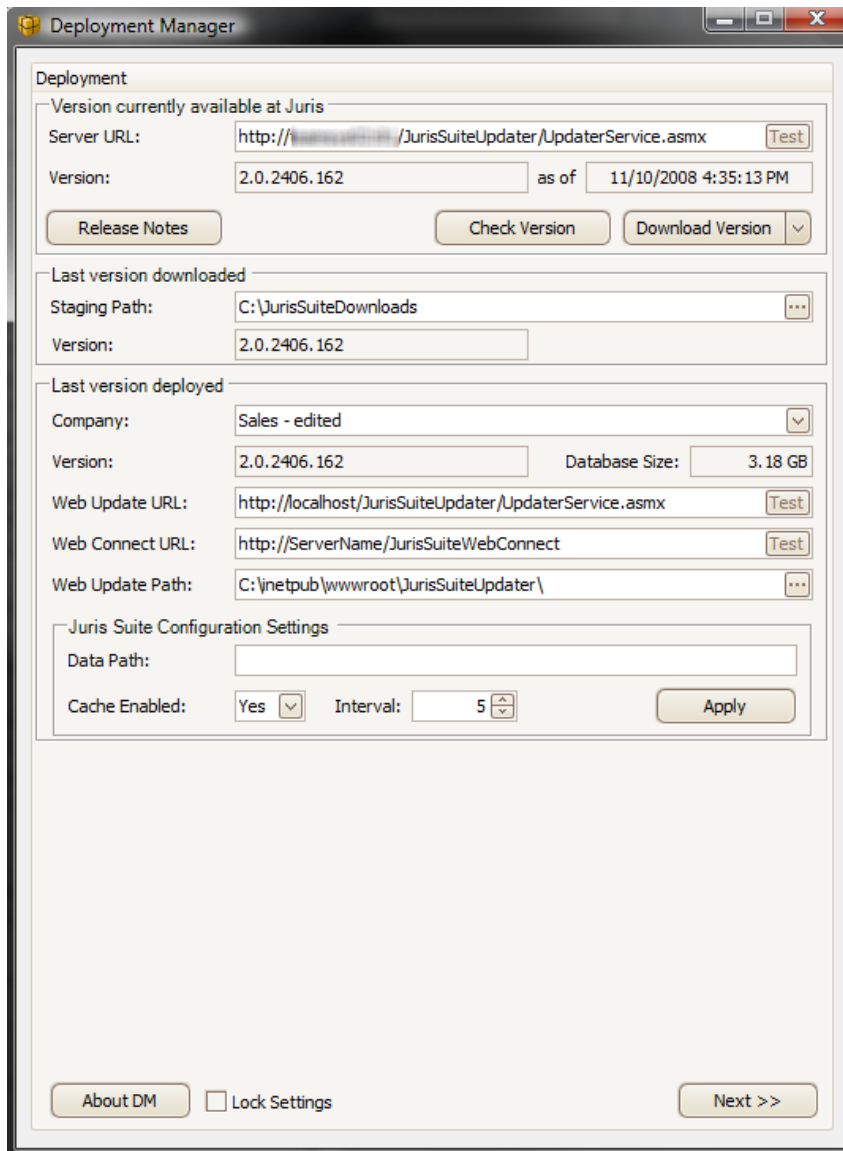 Deployment Manager
Deployment
Version currently available at Juris
Server URL: http:// /JurisSuiteUpdater/UpdaterService.asmx Test
Version: 2.0.2406.162 as of 11/10/2008 4:35:13 PM
Release Notes Check Version Download Version
Last version downloaded
Staging Path: C:\JurisSuiteDownloads ...
Version: 2.0.2406.162
Last version deployed
Company: Sales - edited
Version: 2.0.2406.162 Database Size: 3.18 GB
Web Update URL: http://localhost/JurisSuiteUpdater/UpdaterService.asmx Test
Web Connect URL: http://ServerName/JurisSuiteWebConnect Test
Web Update Path: C:\inetpub\wwwroot\JurisSuiteUpdater\ ...
Juris Suite Configuration Settings
Data Path:
Cache Enabled: Yes Interval: 5 Apply
About DM Lock Settings Next >>